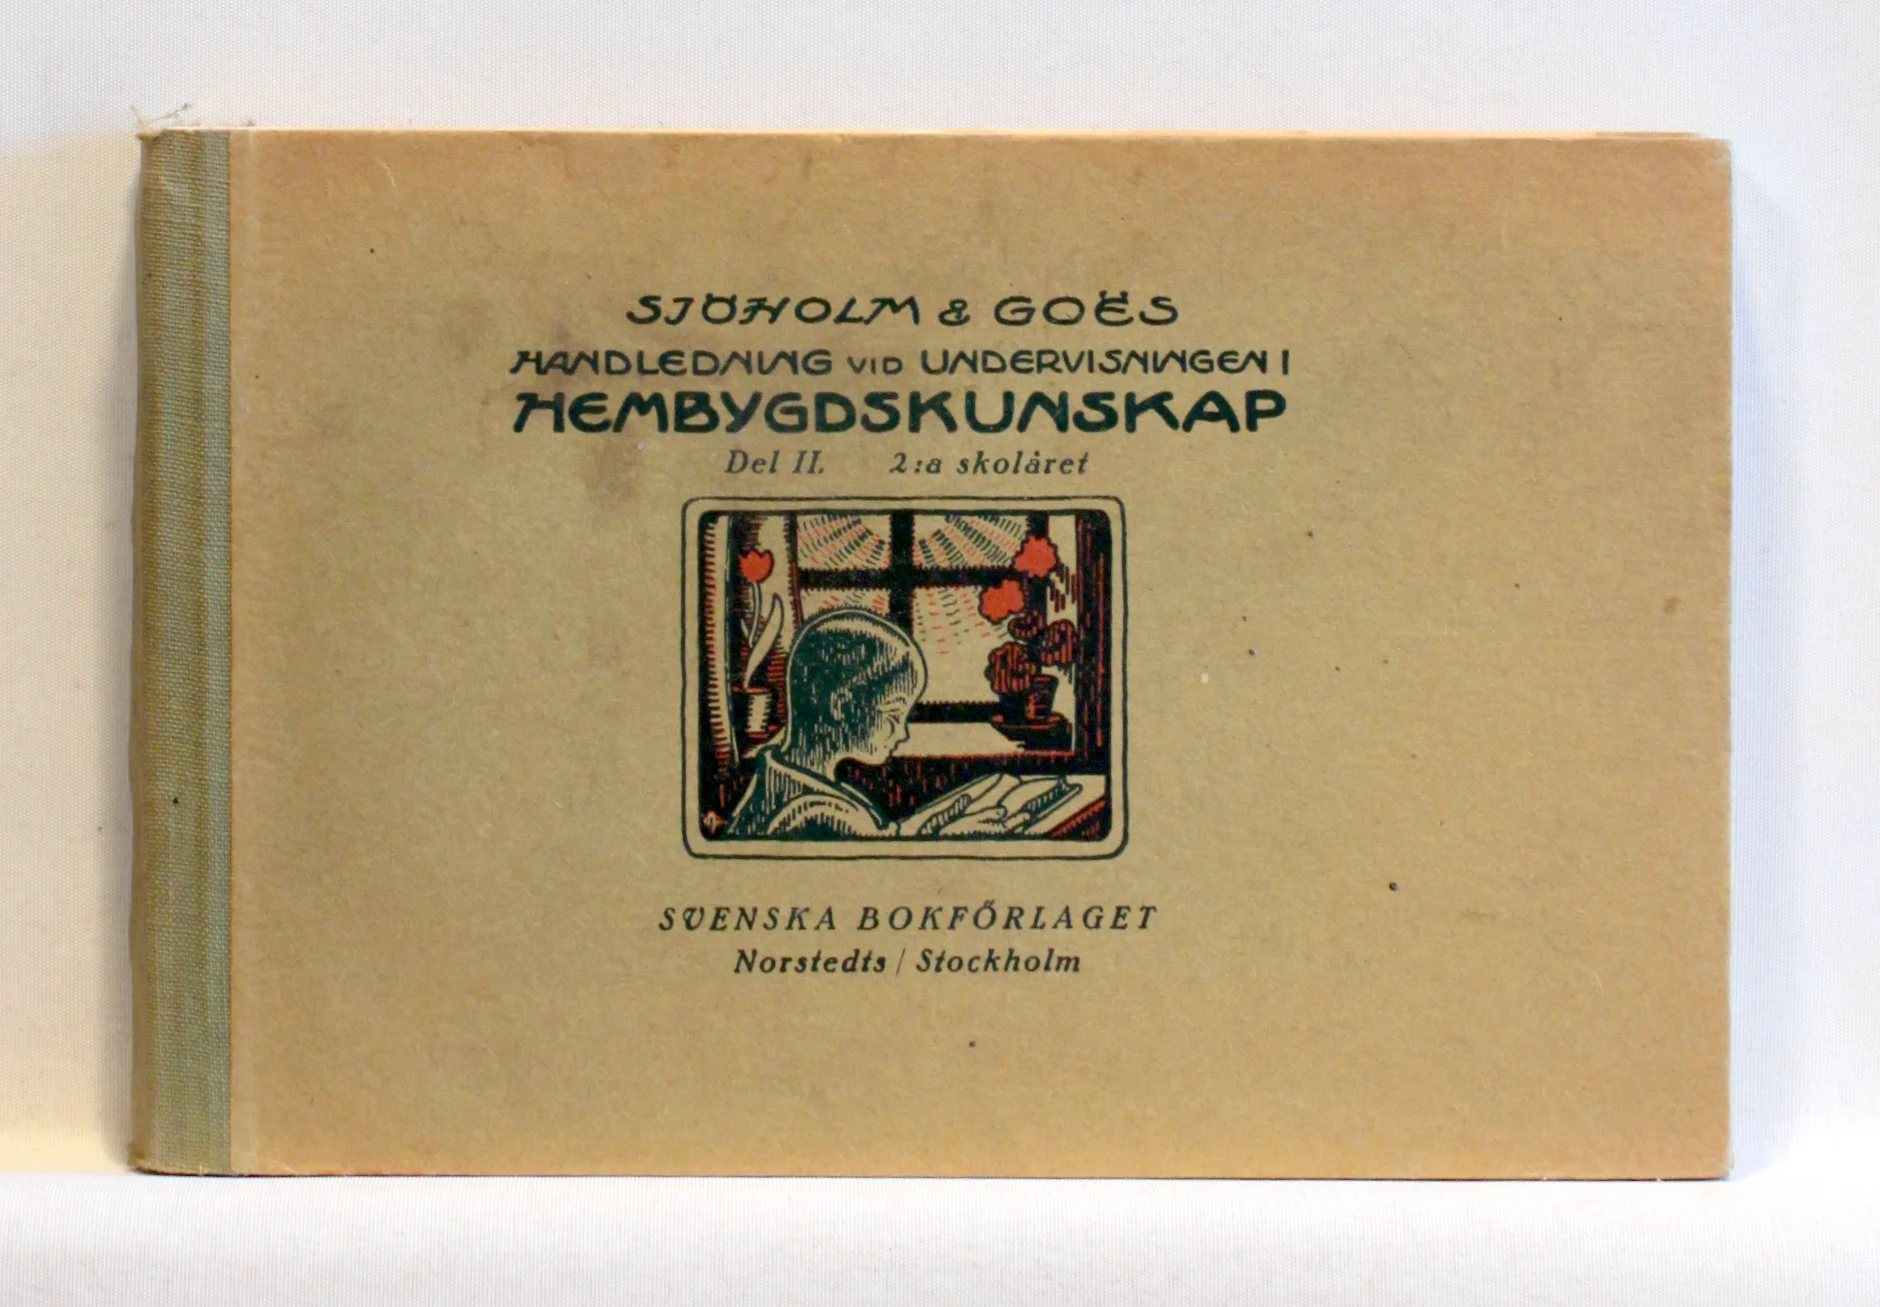 SJÖHOLM & GOËS
HANDLEDNING VID UNDERVISNINGEN I
HEMBYGDSKUNSKAP
Del II. 2:a skolåret
SVENSKA BOKFÖRLAGET
Norstedts / Stockholm